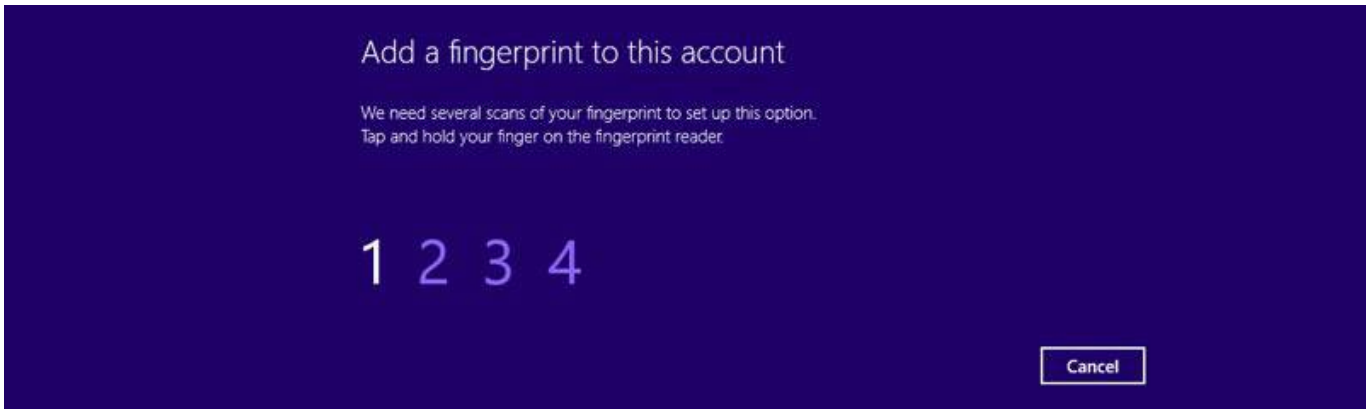 Add a fingerprint to this account
We need several scans of your fingerprint to set up this option.
Tap and hold your finger on the fingerprint reader.
1 2 3 4
Cancel